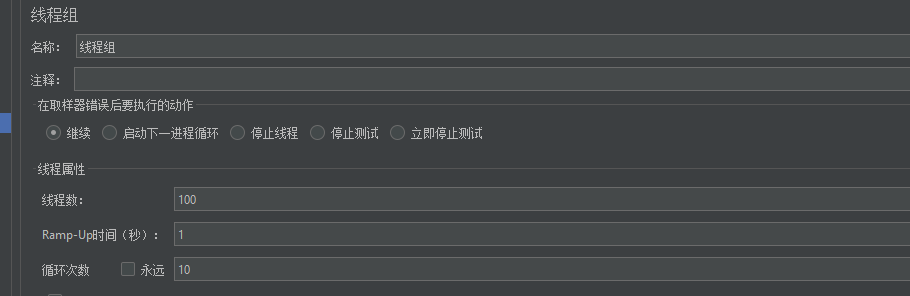 线程组
名称： 线程组
注释：
在取样器错误后要执行的动作
继续 启动下一进程循环 停止线程 停止测试 立即停止测试
线程属性
线程数： 100
Ramp-Up时间（秒）： 1
循环次数 永远 10